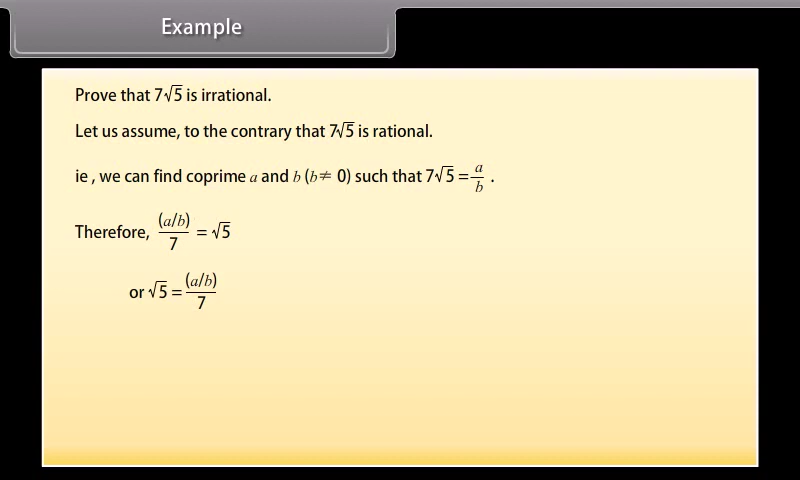 Example
Prove that 7√5 is irrational.
Let us assume, to the contrary that 7√5 is rational.
ie , we can find coprime a and b (b ≠ 0) such that 7√5 = a/b .
Therefore, (a/b)/7 = √5
or √5 = (a/b)/7